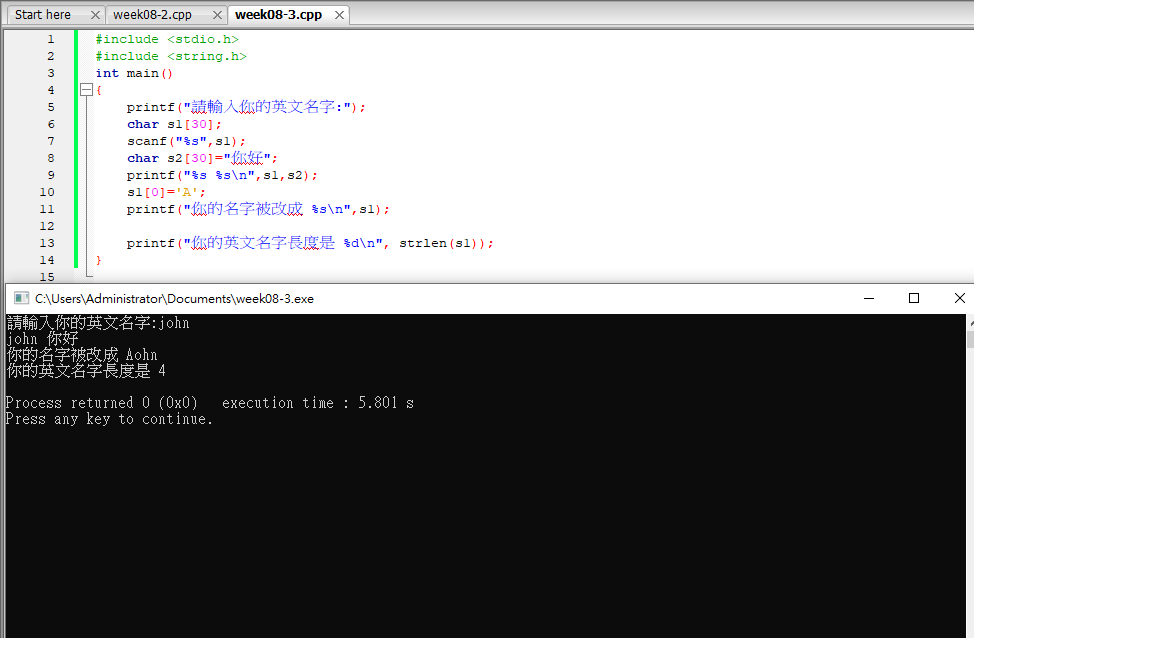 Start here week08-2.cpp week08-3.cpp
1 #include <stdio.h>
2 #include <string.h>
3 int main()
4 {
5 printf("請輸入你的英文名字:");
6 char s1[30];
7 scanf("%s",s1);
8 char s2[30]="你好";
9 printf("%s %s\n",s1,s2);
10 s1[0]='A';
11 printf("你的名字被改成 %s\n",s1);
12
13 printf("你的英文名字長度是 %d\n", strlen(s1));
14 }
15
C:\Users\Administrator\Documents\week08-3.exe
請輸入你的英文名字:john
john 你好
你的名字被改成 Aohn
你的英文名字長度是 4
Process returned 0 (0x0) execution time : 5.801 s
Press any key to continue.